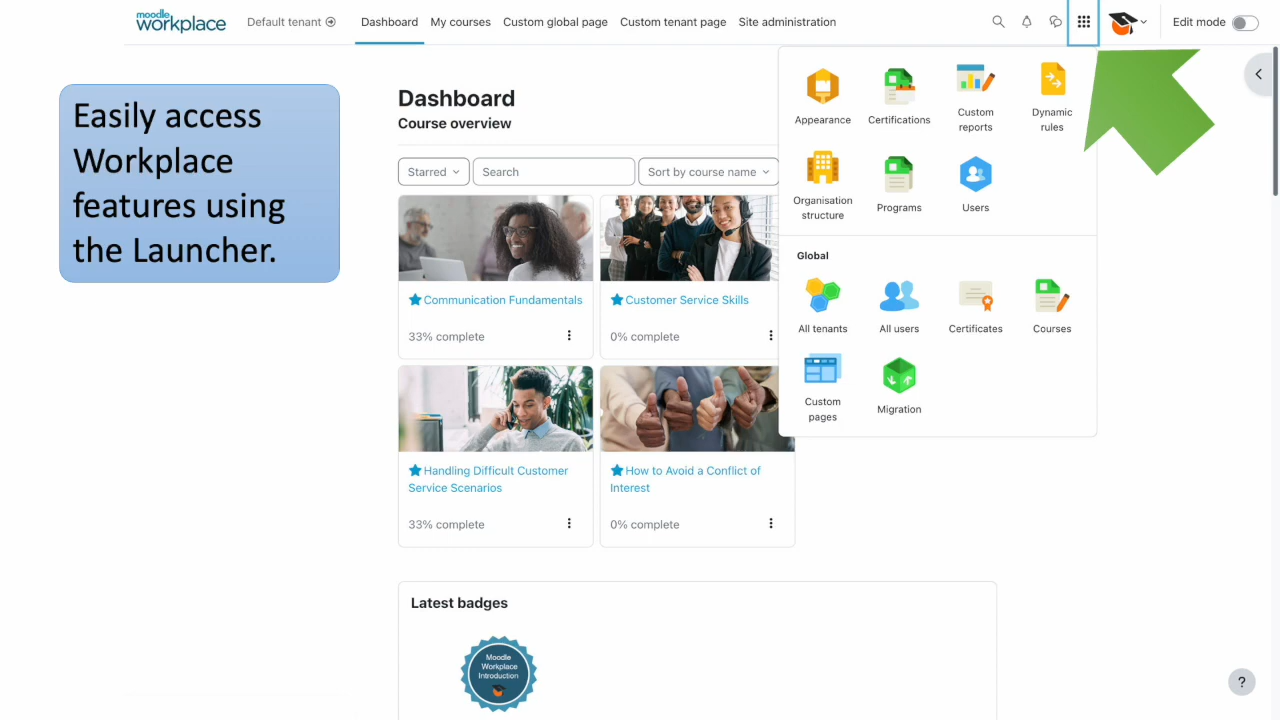 moodle
workplace
Default tenant
Dashboard
My courses
Custom global page
Custom tenant page
Site administration
Edit mode
Easily access
Workplace
features using
the Launcher.
Dashboard
Course overview
Starred
Search
Sort by course name
Communication Fundamentals
33% complete
Customer Service Skills
0% complete
Handling Difficult Customer
Service Scenarios
33% complete
How to Avoid a Conflict of
Interest
0% complete
Appearance
Certifications
Custom
reports
Dynamic
rules
Organisation
structure
Programs
Users
Global
All tenants
All users
Certificates
Courses
Custom
pages
Migration
Latest badges
Moodle
Workplace
Introduction
?